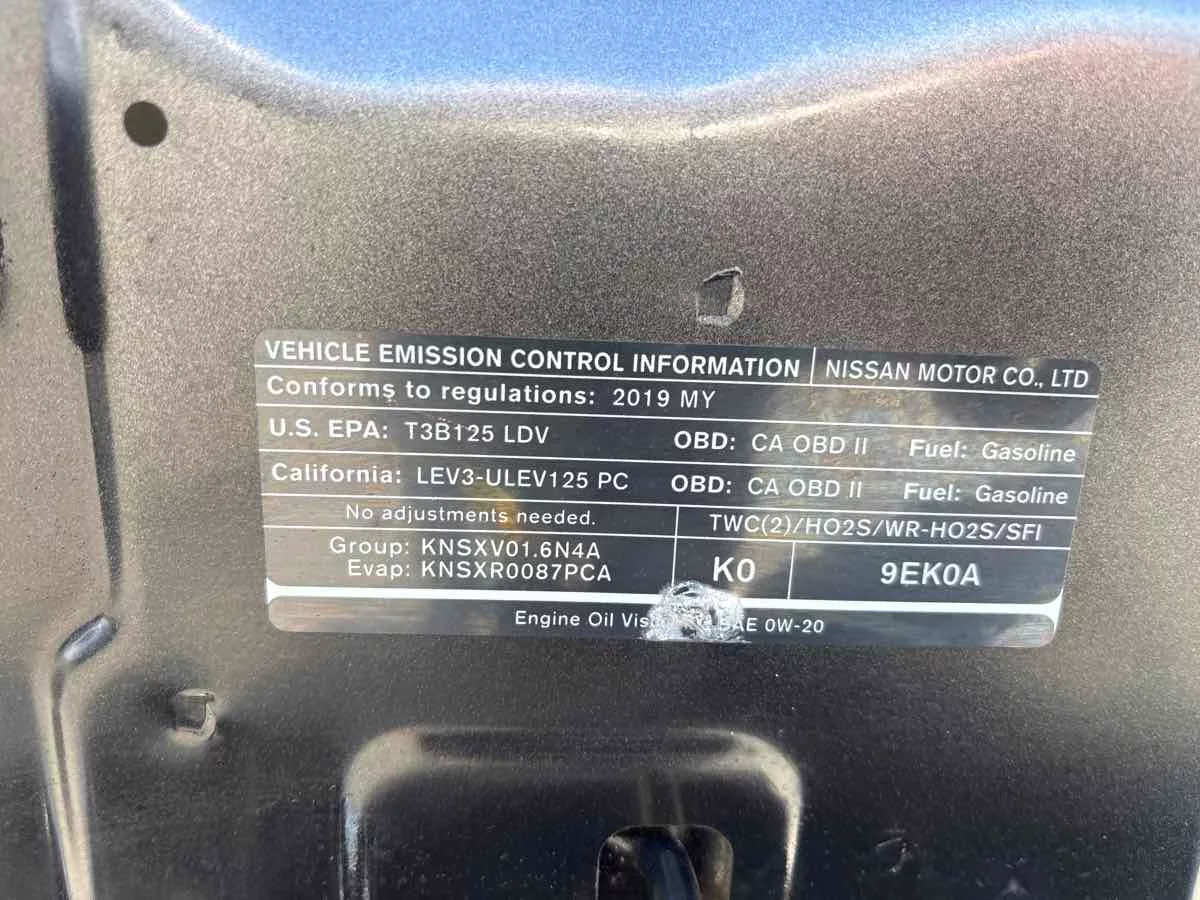 VEHICLE EMISSION CONTROL INFORMATION NISSAN MOTOR CO., LTD
Conforms to regulations: 2019 MY
U.S. EPA: T3B125 LDV OBD: CA OBD II Fuel: Gasoline
California: LEV3-ULEV125 PC OBD: CA OBD II Fuel: Gasoline
No adjustments needed. TWC(2)/HO2S/WR-HO2S/SFI
Group: KNSXV01.6N4A
Evap: KNSXR0087PCA
K0 9EK0A
Engine Oil SAE 0W-20